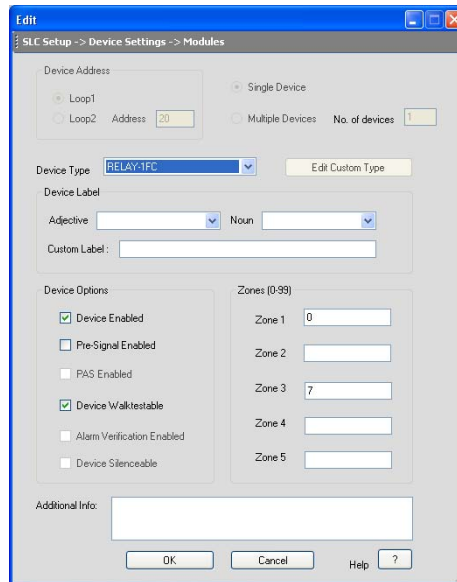 Edit
SLC Setup -> Device Settings -> Modules
Device Address
Loop1
Loop2 Address 20
Single Device
Multiple Devices No. of devices 1
Device Type RELAY-1FC Edit Custom Type
Device Label
Adjective Noun
Custom Label :
Device Options
Device Enabled
Pre-Signal Enabled
PAS Enabled
Device Walktestable
Alarm Verification Enabled
Device Silenceable
Zones (0-99)
Zone 1 0
Zone 2
Zone 3 7
Zone 4
Zone 5
Additional Info:
OK Cancel Help ?